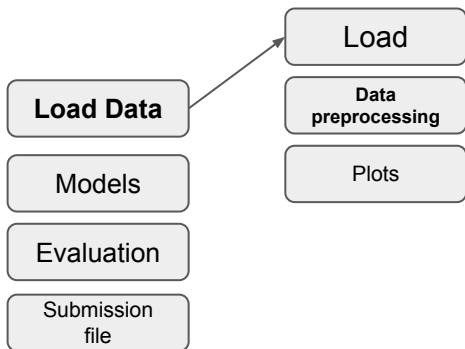 Load Data
Models
Evaluation
Submission
file
Load
Data
preprocessing
Plots